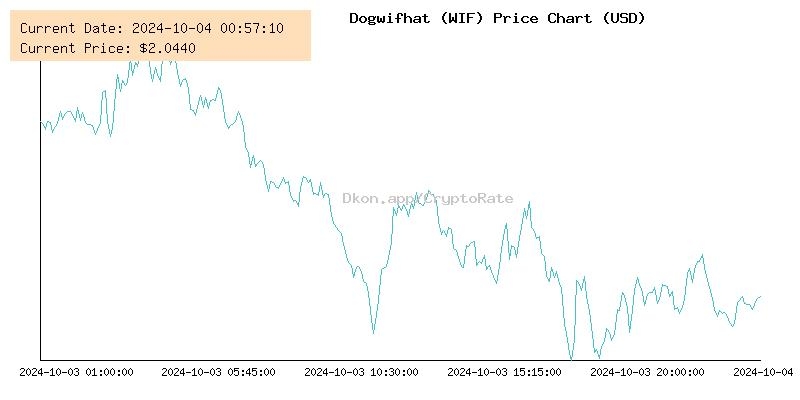 Dogwifhat (WIF) Price Chart (USD)
Current Date: 2024-10-04 00:57:10
Current Price: $2.0440
Dkon.app/CryptoRate
2024-10-03 01:00:00 2024-10-03 05:45:00 2024-10-03 10:30:00 2024-10-03 15:15:00 2024-10-03 20:00:00 2024-10-04